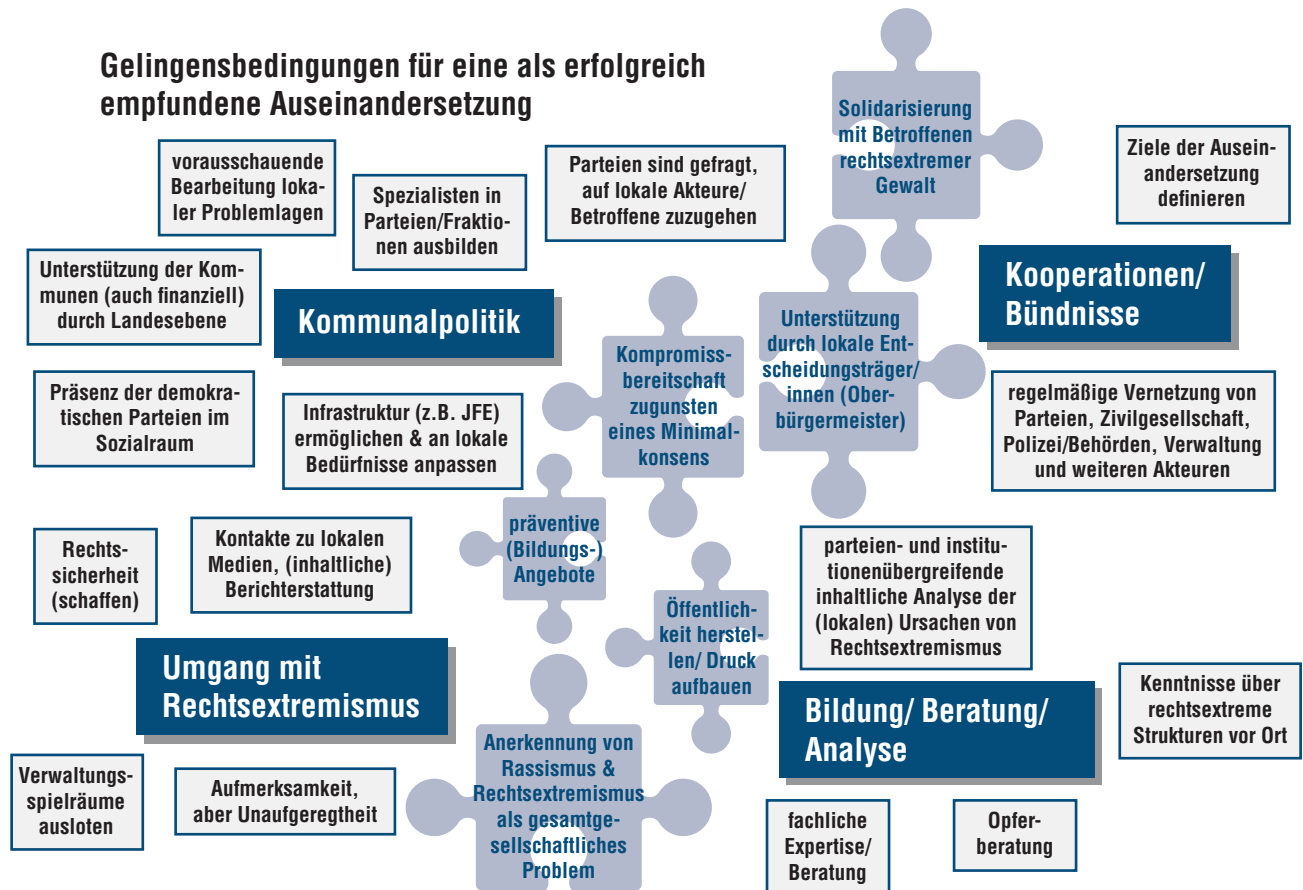 Gelingensbedingungen für eine als erfolgreich
empfundene Auseinandersetzung
vorausschauende
Bearbeitung loka-
ler Problemlagen
Spezialisten in
Parteien/Fraktio-
nen ausbilden
Parteien sind gefragt,
auf lokale Akteure/
Betroffene zuzugehen
Unterstützung der Kom-
munen (auch finanziell)
durch Landesebene
Kommunalpolitik
Präsenz der demokra-
tischen Parteien im
Sozialraum
Infrastruktur (z.B. JFE)
ermöglichen & an lokale
Bedürfnisse anpassen
Solidarisierung
mit Betroffenen
rechtsextremer
Gewalt
Ziele der Ausein-
andersetzung
definieren
Kooperationen/
Bündnisse
Unterstützung
durch lokale Ent-
scheidungsträger/
innen (Ober-
bürgermeister)
Kompromiss-
bereitschaft
zugunsten
eines Minimal-
konsens
regelmäßige Vernetzung von
Parteien, Zivilgesellschaft,
Polizei/Behörden, Verwaltung
und weiteren Akteuren
präventive
(Bildungs-)
Angebote
Rechts-
sicherheit
(schaffen)
Kontakte zu lokalen
Medien, (inhaltliche)
Berichterstattung
Umgang mit
Rechtsextremismus
Verwaltungs-
spielräume
ausloten
Aufmerksamkeit,
aber Unaufgeregtheit
Öffentlich-
keit herstel-
len/ Druck
aufbauen
Anerkennung von
Rassismus &
Rechtsextremismus
als gesamtge-
sellschaftliches
Problem
parteien- und institu-
tionenübergreifende
inhaltliche Analyse der
(lokalen) Ursachen von
Rechtsextremismus
Bildung/ Beratung/
Analyse
Kenntnisse über
rechtsextreme
Strukturen vor Ort
fachliche
Expertise/
Beratung
Opfer-
beratung